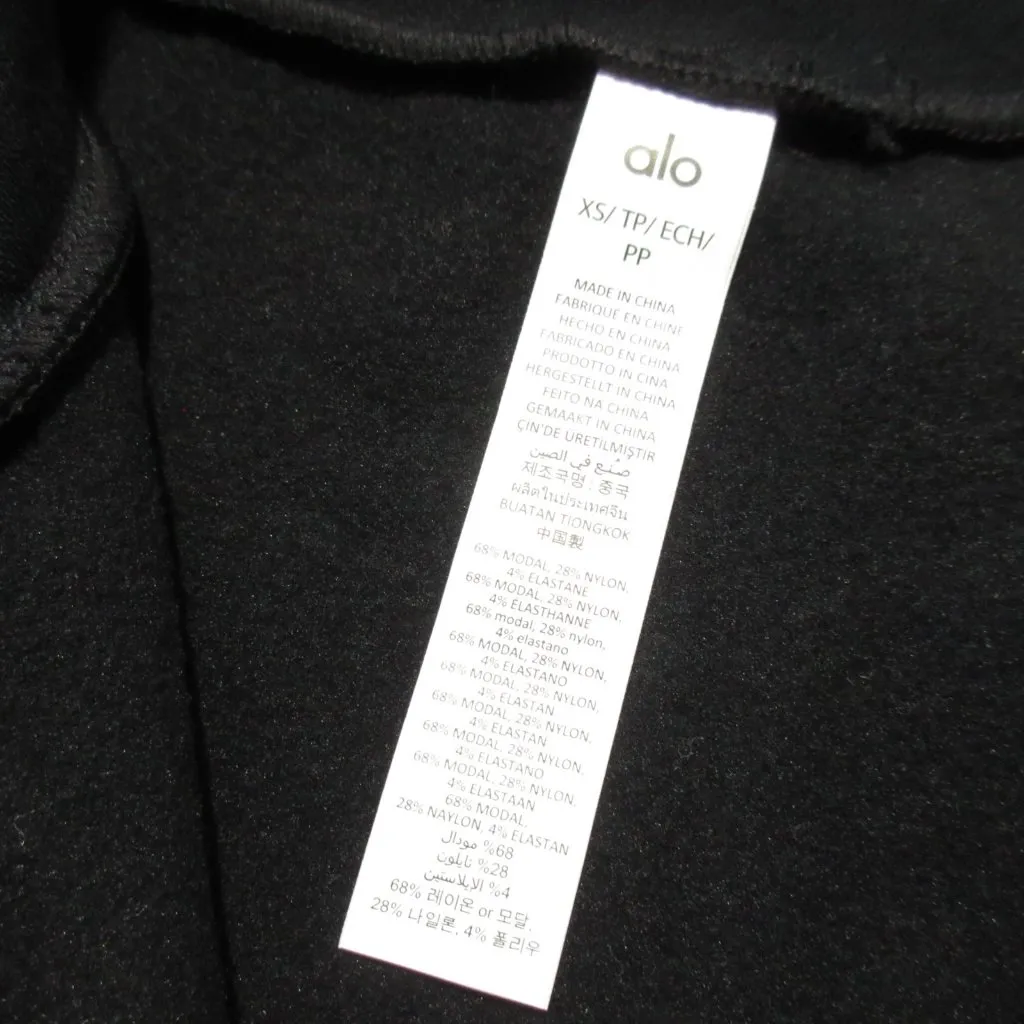 alo
XS/ TP/ ECH/
PP
MADE IN CHINA
FABRIQUE EN CHINE
HECHO EN CHINA
FABRICADO EN CHINA
PRODOTTO IN CINA
HERGESTELLT IN CHINA
FEITO NA CHINA
GEMAAKT IN CHINA
ÇIN'DE URETILMIŞTIR
صنع في الصين
제조국명 : 중국
ผลิตในประเทศจีน
BUATAN TIONGKOK
中国製
68% MODAL, 28% NYLON,
4% ELASTANE
68% MODAL, 28% NYLON,
4% ÉLASTHANNE
68% modal, 28% nylon,
4% elastano
68% MODAL, 28% NYLON,
4% ELASTANO
68% MODAL, 28% NYLON,
4% ELASTAN
68% MODAL, 28% NYLON,
4% ELASTAN
68% MODAL, 28% NYLON,
4% ELASTANO
68% MODAL, 28% NYLON,
4% ELASTAAN
68% MODAL,
28% NAYLON, 4% ELASTAN
68% مودال
28% نايلون
4% الإيلاستين
68% 레이온 or 모달,
28% 나일론, 4% 폴리우